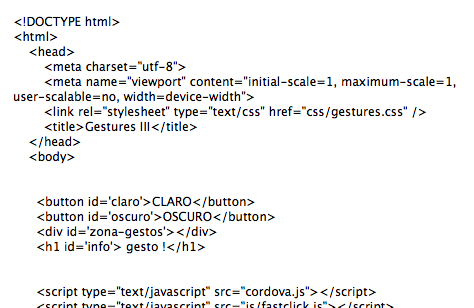 <!DOCTYPE html>
<html>
<head>
<meta charset="utf-8">
<meta name="viewport" content="initial-scale=1, maximum-scale=1,
user-scalable=no, width=device-width">
<link rel="stylesheet" type="text/css" href="css/gestures.css" />
<title>Gestures III</title>
</head>
<body>
<button id='claro'>CLARO</button>
<button id='oscuro'>OSCURO</button>
<div id='zona-gestos'></div>
<h1 id='info'> gesto !</h1>
<script type="text/javascript" src="cordova.js"></script>
<script type="text/javascript" src="js/fastclick.js"></script>